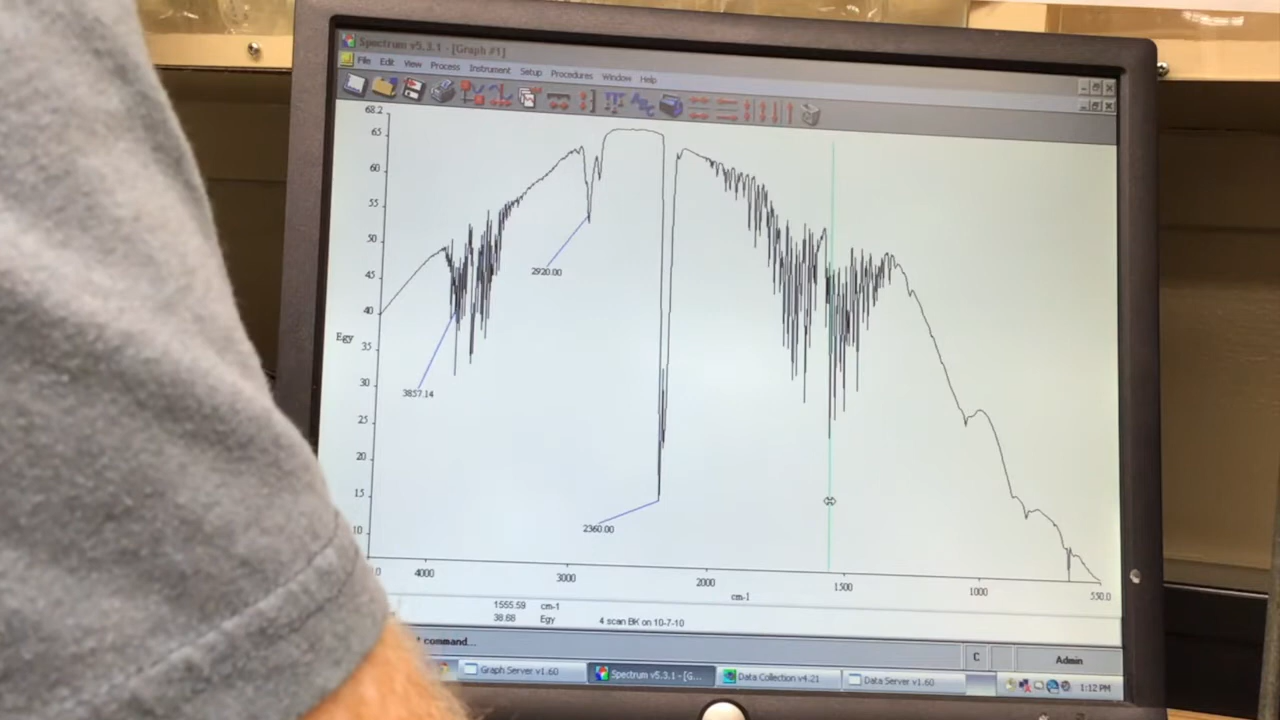 Spectrum v5.3.1 - [Graph #1]
File Edit View Process Instrument Setup Procedures Window Help
ABC
68.2
65
60
55
50
45
40
Egy
35
30
25
20
15
10
2920.00
3857.14
2360.00
4000 3000 2000 1500 1000 550.0
cm-1
1555.59 cm-1
38.68 Egy 4 scan BK on 10-7-10
command...
C Admin
Graph Server v1.60 Spectrum v5.3.1 - [G... Data Collection v4.21 Data Server v1.60 1:12 PM